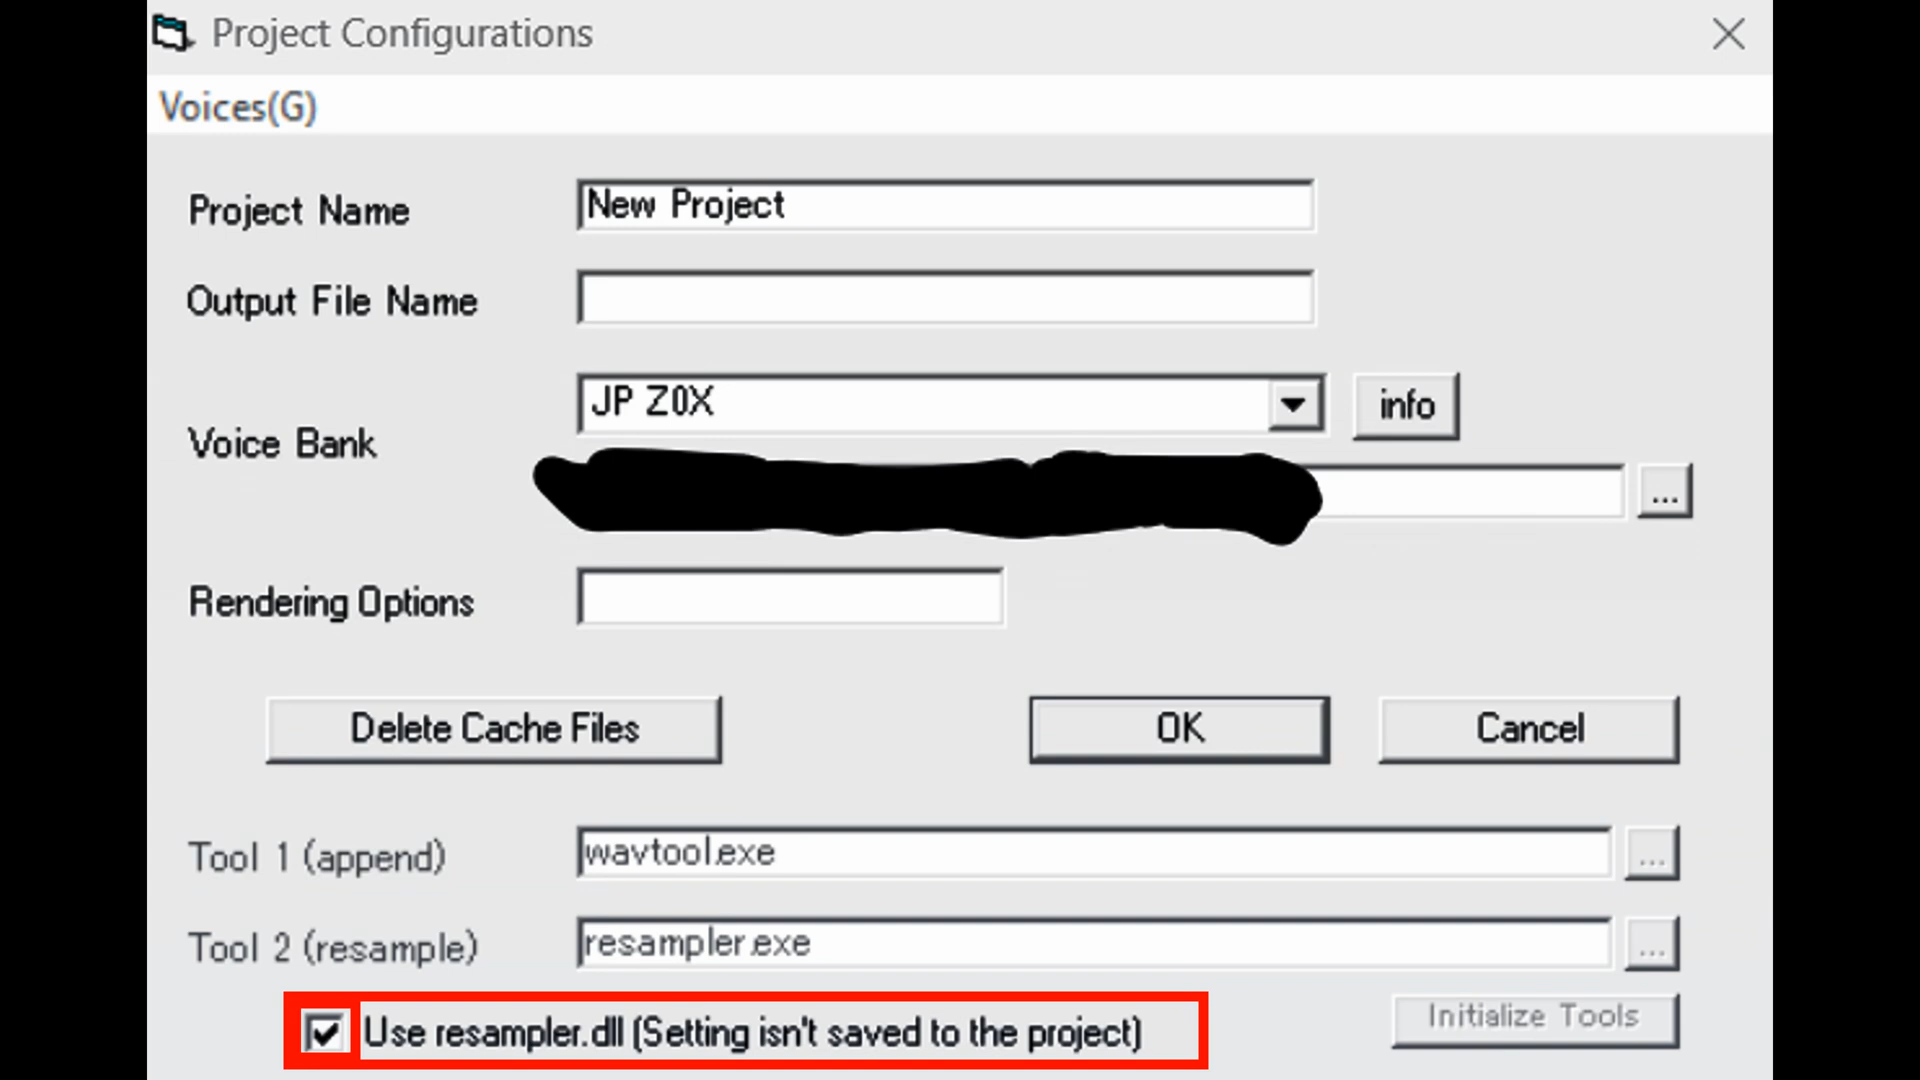 Project Configurations
Voices(G)
Project Name
New Project
Output File Name
Voice Bank
JP Z0X
info
...
Rendering Options
Delete Cache Files
OK
Cancel
Tool 1 (append)
wavtool.exe
...
Tool 2 (resample)
resampler.exe
...
Use resampler.dll (Setting isn't saved to the project)
Initialize Tools